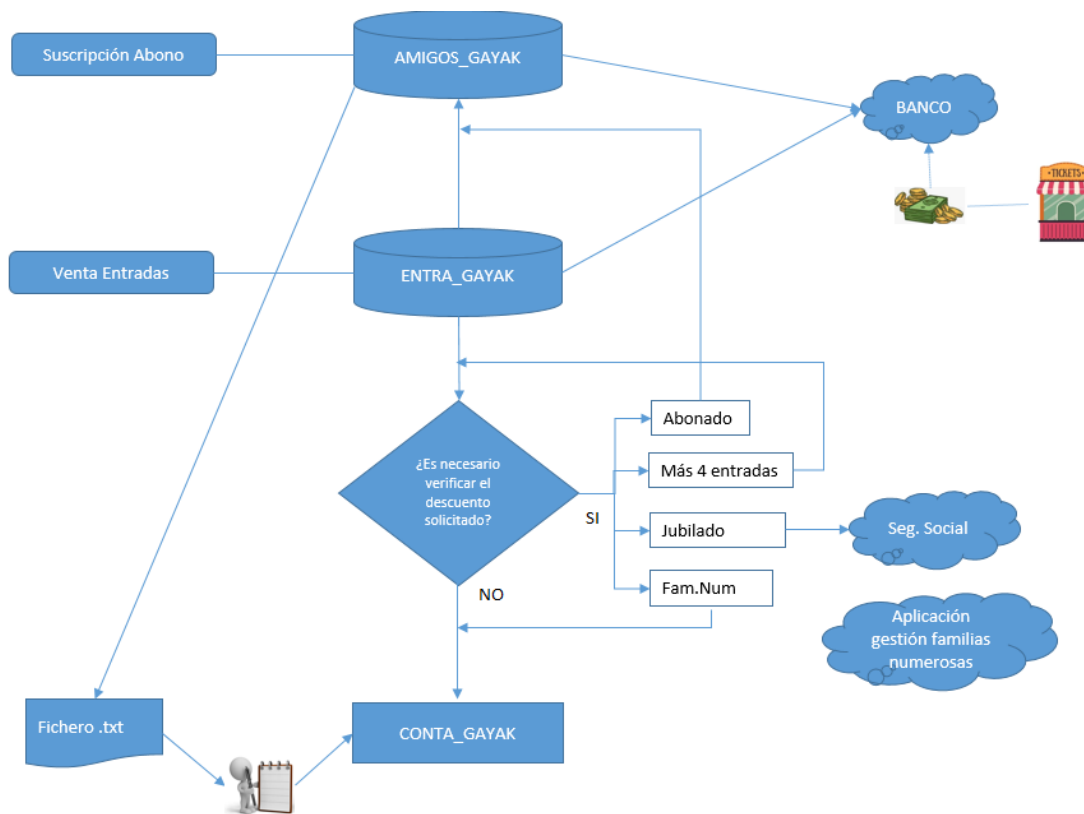 Suscripción Abono
AMIGOS_GAYAK
BANCO
·TICKETS·
Venta Entradas
ENTRA_GAYAK
¿Es necesario
verificar el
descuento
solicitado?
SI
NO
Abonado
Más 4 entradas
Jubilado
Fam.Num
Seg. Social
Aplicación
gestión familias
numerosas
Fichero .txt
CONTA_GAYAK